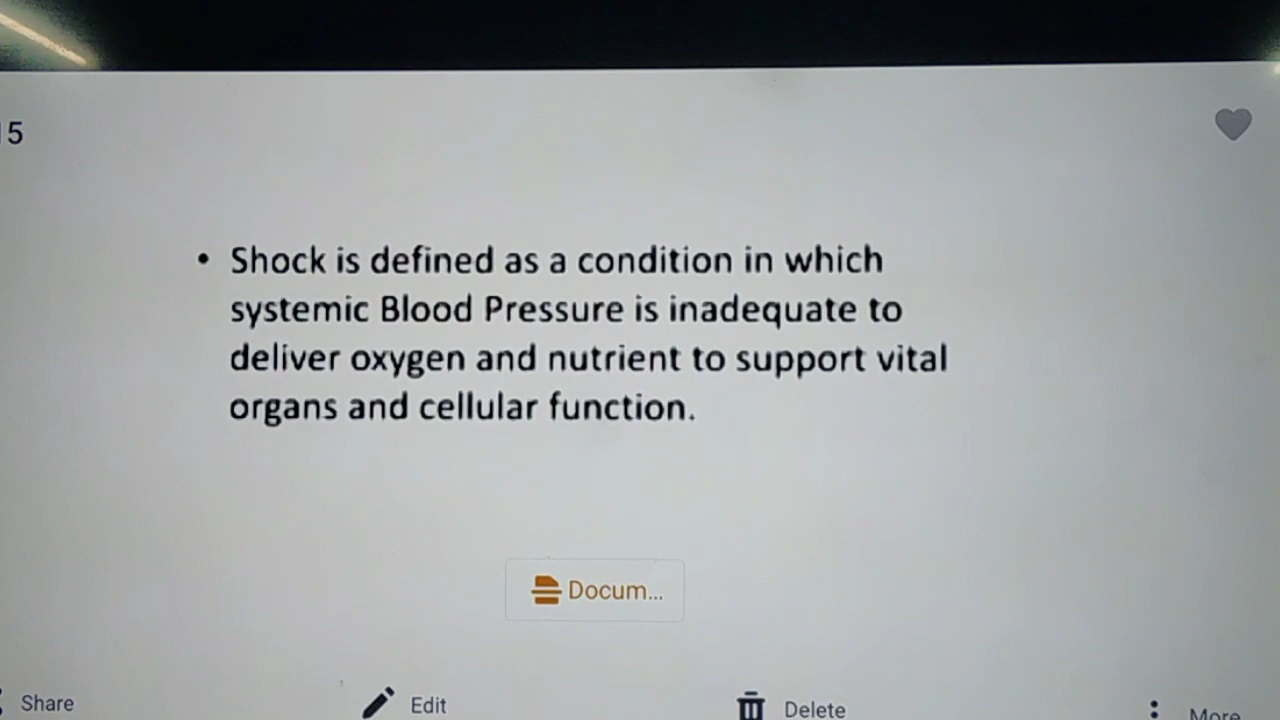 15
• Shock is defined as a condition in which
systemic Blood Pressure is inadequate to
deliver oxygen and nutrient to support vital
organs and cellular function.
Docum...
Share
Edit
Delete
More